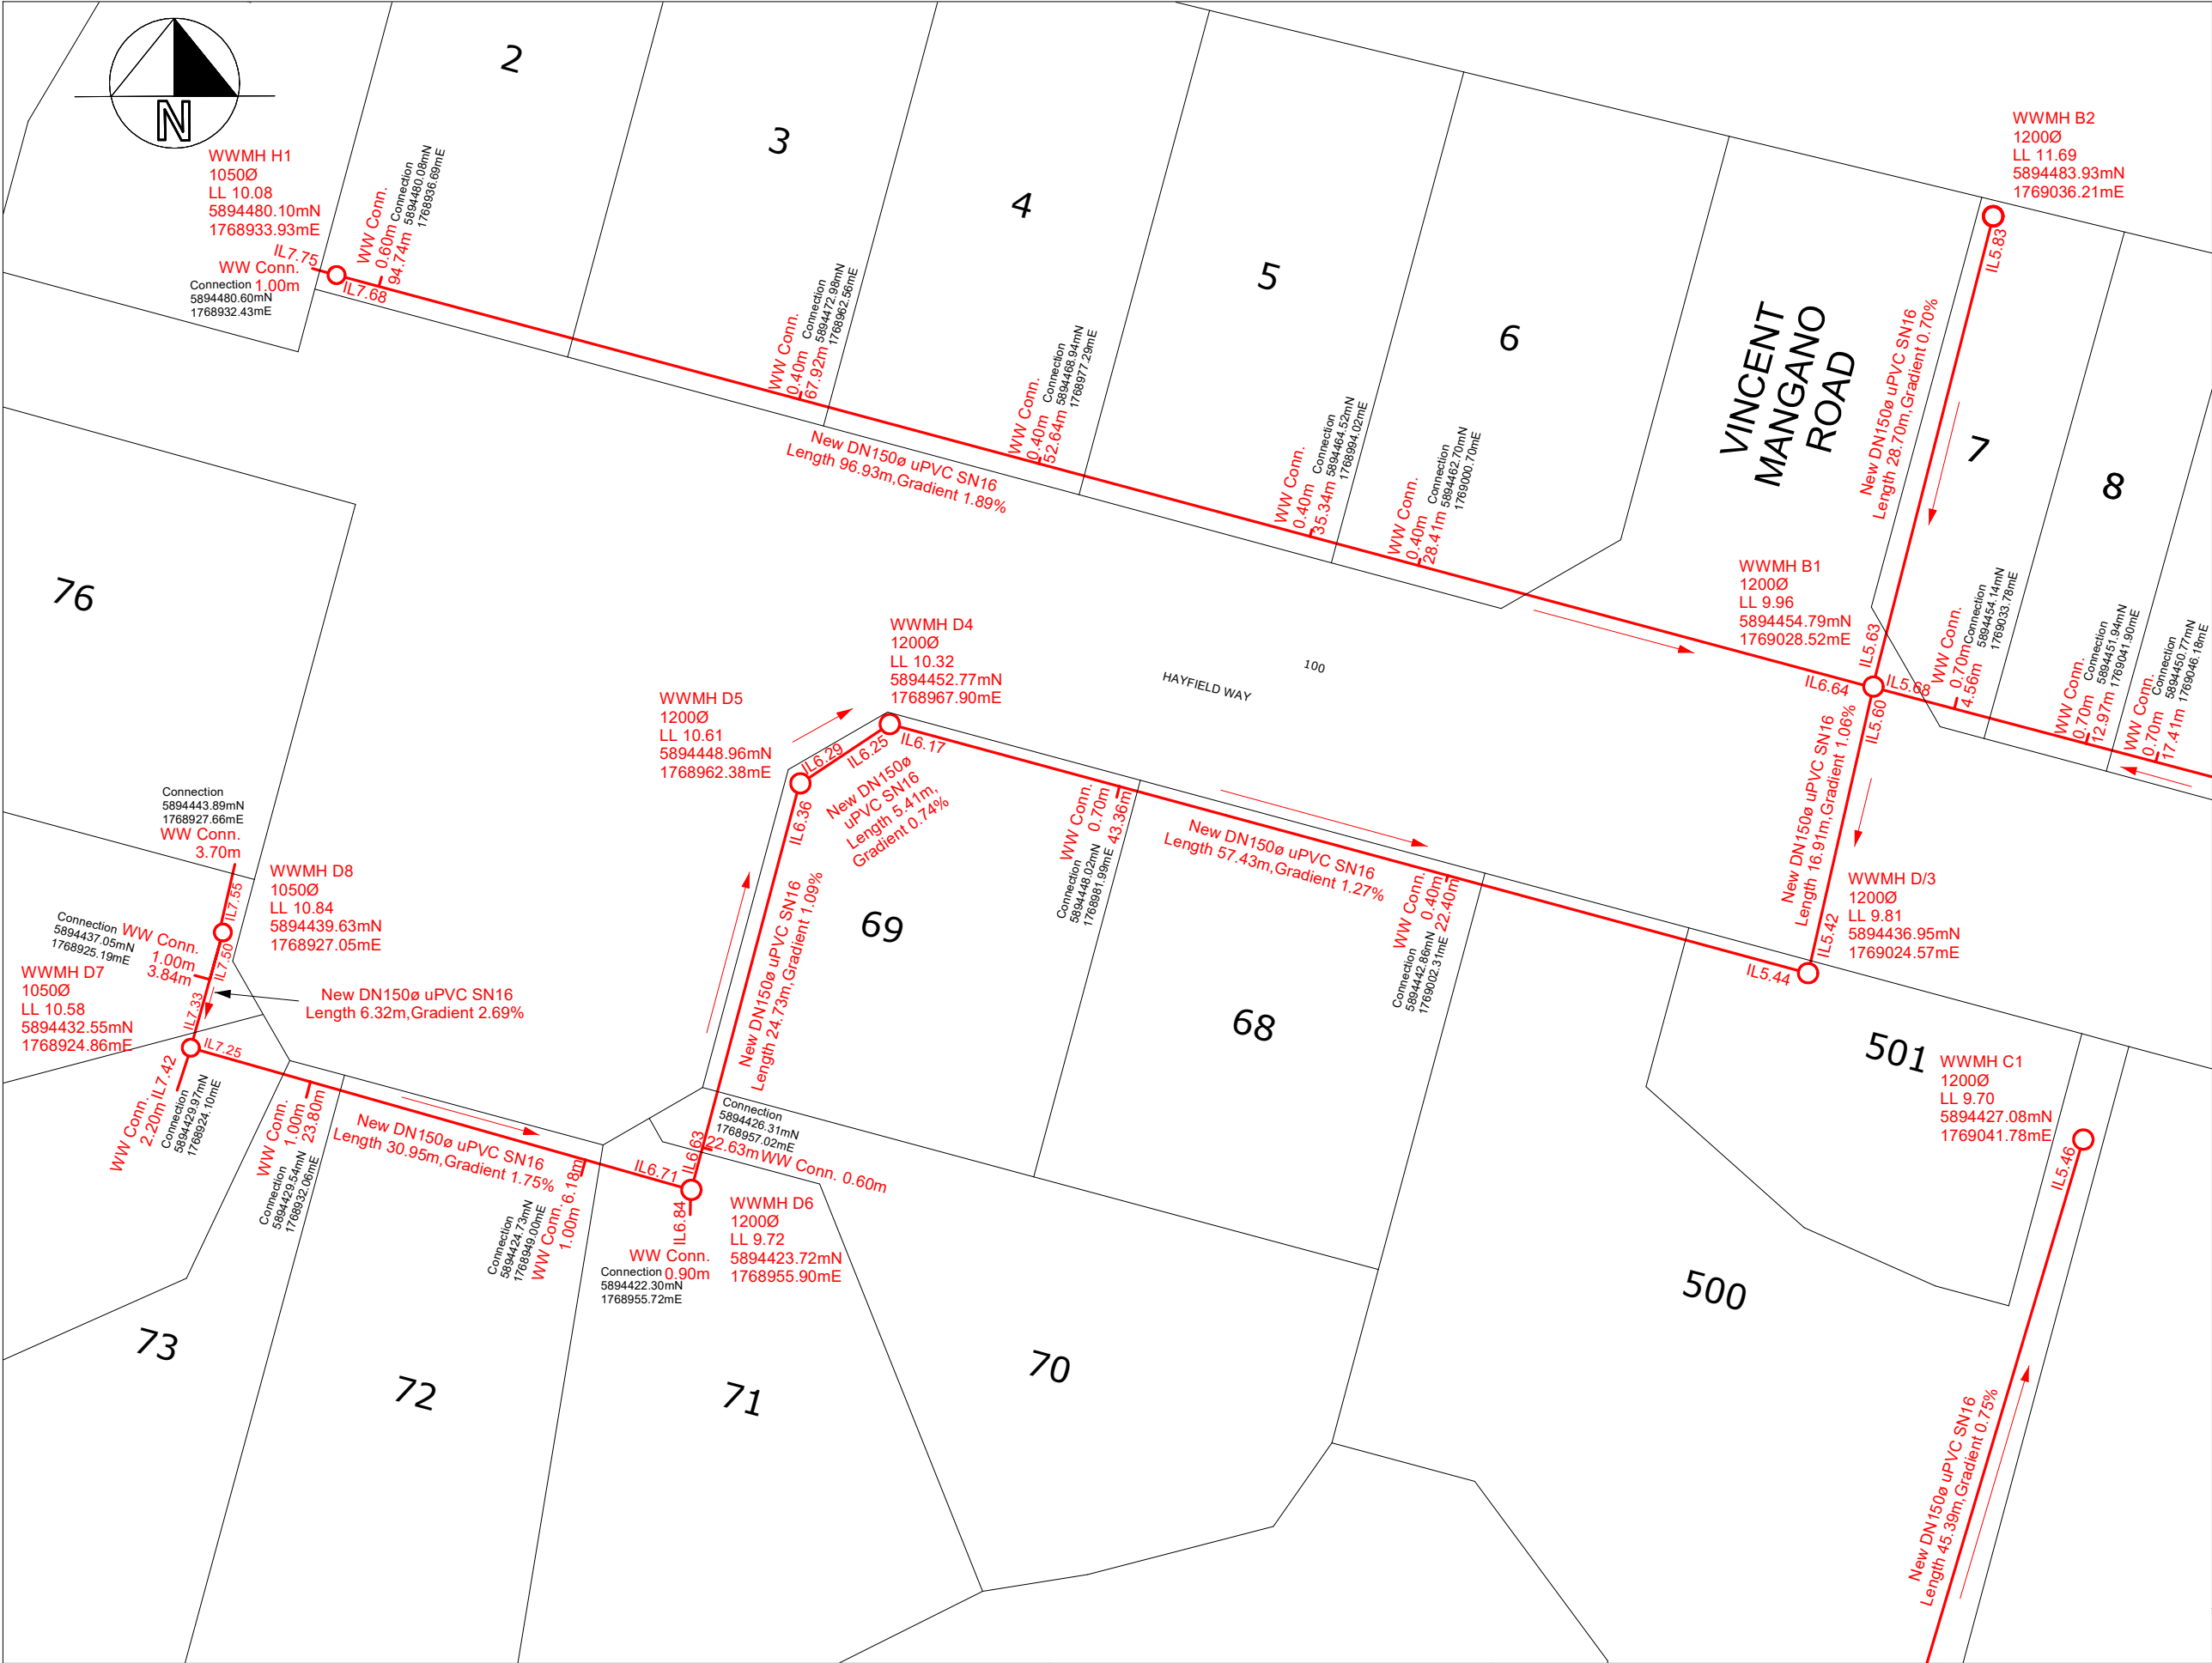 N
2
3
4
5
6
7
8
WWMH H1
1050Ø
LL 10.08
5894480.10mN
1768933.93mE
IL7.75
WW Conn.
1.00m
Connection
5894480.60mN
1768932.43mE
IL7.68
WW Conn.
0.60m
94.74m
Connection
5894480.08mN
1768936.69mE
WW Conn.
0.40m
67.92m
Connection
5894472.98mN
1768962.56mE
WW Conn.
0.40m
52.64m
Connection
5894468.94mN
1768977.29mE
New DN150ø uPVC SN16
Length 96.93m,Gradient 1.89%
WW Conn.
0.40m
35.34m
Connection
5894464.52mN
1768994.02mE
WW Conn.
0.40m
28.41m
Connection
5894462.70mN
1769000.70mE
VINCENT
MANGANO
ROAD
WWMH B2
1200Ø
LL 11.69
5894483.93mN
1769036.21mE
IL5.83
New DN150ø uPVC SN16
Length 28.70m,Gradient 0.70%
WWMH B1
1200Ø
LL 9.96
5894454.79mN
1769028.52mE
IL5.63
IL6.64
IL5.68
IL5.60
WW Conn.
0.70m
4.56m
Connection
5894454.14mN
1769033.78mE
WW Conn.
0.70m
12.97m
Connection
5894451.94mN
1769041.90mE
WW Conn.
0.70m
17.41m
Connection
5894450.77mN
1769046.18mE
New DN150ø uPVC SN16
Length 16.91m,Gradient 1.06%
WWMH D/3
1200Ø
LL 9.81
5894436.95mN
1769024.57mE
IL5.42
IL5.44
100
HAYFIELD WAY
76
WWMH D4
1200Ø
LL 10.32
5894452.77mN
1768967.90mE
WWMH D5
1200Ø
LL 10.61
5894448.96mN
1768962.38mE
IL6.29
IL6.25
IL6.17
IL6.36
New DN150ø
uPVC SN16
Length 5.41m,
Gradient 0.74%
New DN150ø uPVC SN16
Length 24.73m,Gradient 1.09%
WW Conn.
0.70m
43.36m
Connection
5894448.02mN
1768981.99mE
New DN150ø uPVC SN16
Length 57.43m,Gradient 1.27%
WW Conn.
0.40m
22.40m
Connection
5894442.86mN
1769002.31mE
69
68
Connection
5894443.89mN
1768927.66mE
WW Conn.
3.70m
IL7.55
WWMH D8
1050Ø
LL 10.84
5894439.63mN
1768927.05mE
IL7.50
Connection
5894437.05mN
1768925.19mE
WW Conn.
1.00m
3.84m
WWMH D7
1050Ø
LL 10.58
5894432.55mN
1768924.86mE
IL7.33
New DN150ø uPVC SN16
Length 6.32m,Gradient 2.69%
IL7.25
IL7.42
WW Conn.
2.20m
Connection
5894429.97mN
1768924.10mE
WW Conn.
1.00m
23.80m
Connection
5894429.54mN
1768932.06mE
New DN150ø uPVC SN16
Length 30.95m,Gradient 1.75%
WW Conn.
1.00m
6.18m
Connection
5894424.73mN
1768949.00mE
IL6.71
IL6.63
IL6.84
Connection
5894426.31mN
1768957.02mE
22.63m WW Conn. 0.60m
WWMH D6
1200Ø
LL 9.72
5894423.72mN
1768955.90mE
WW Conn.
0.90m
Connection
5894422.30mN
1768955.72mE
73
72
71
70
500
501
WWMH C1
1200Ø
LL 9.70
5894427.08mN
1769041.78mE
IL5.46
New DN150ø uPVC SN16
Length 45.39m,Gradient 0.75%